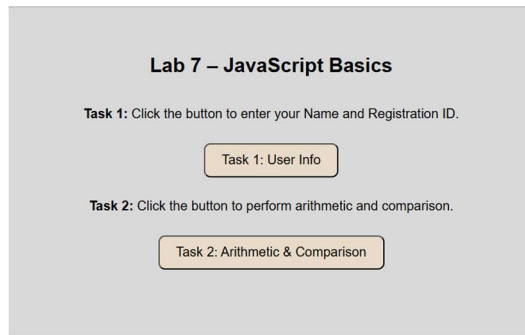 Lab 7 – JavaScript Basics
Task 1: Click the button to enter your Name and Registration ID.
Task 1: User Info
Task 2: Click the button to perform arithmetic and comparison.
Task 2: Arithmetic & Comparison